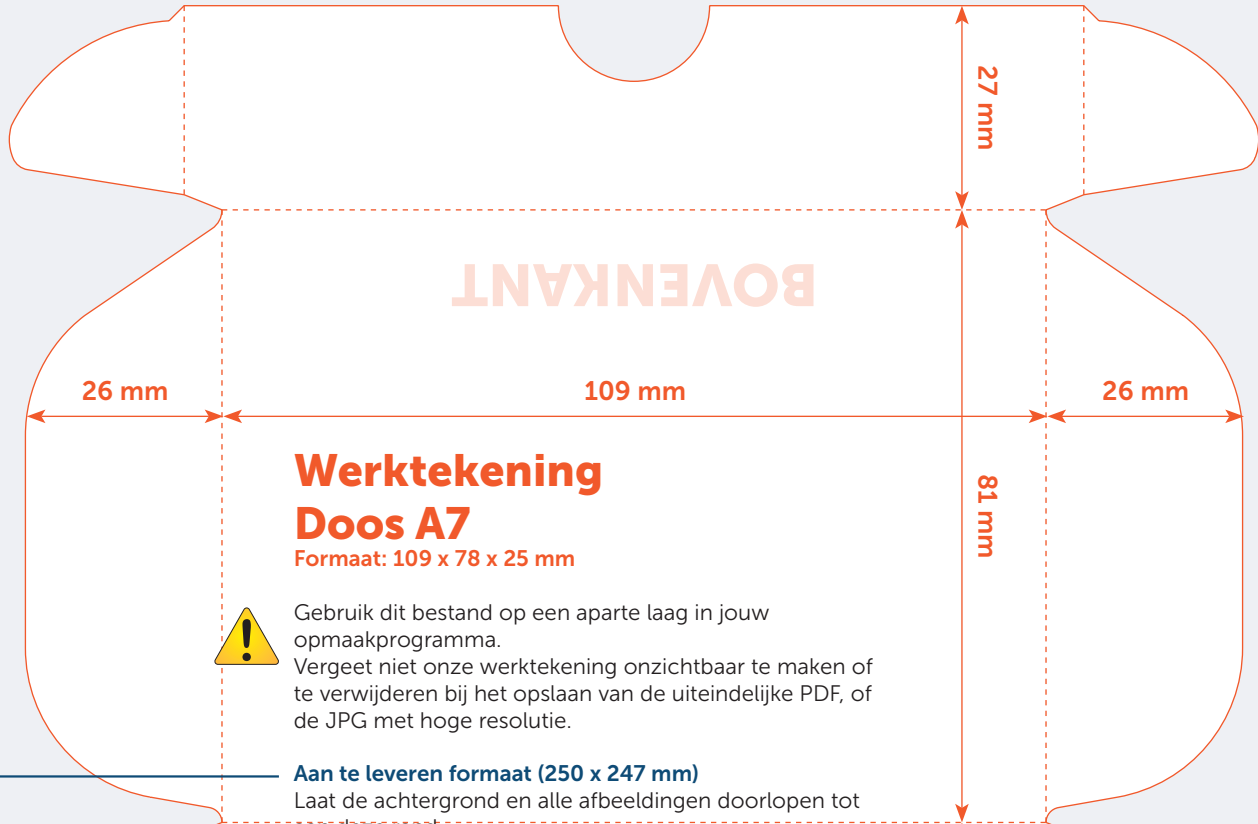 27 mm
BOVENKANT
26 mm
109 mm
26 mm
Werktekening
Doos A7
Formaat: 109 x 78 x 25 mm
81 mm
Gebruik dit bestand op een aparte laag in jouw
opmaakprogramma.
Vergeet niet onze werktekening onzichtbaar te maken of
te verwijderen bij het opslaan van de uiteindelijke PDF, of
de JPG met hoge resolutie.
Aan te leveren formaat (250 x 247 mm)
Laat de achtergrond en alle afbeeldingen doorlopen tot